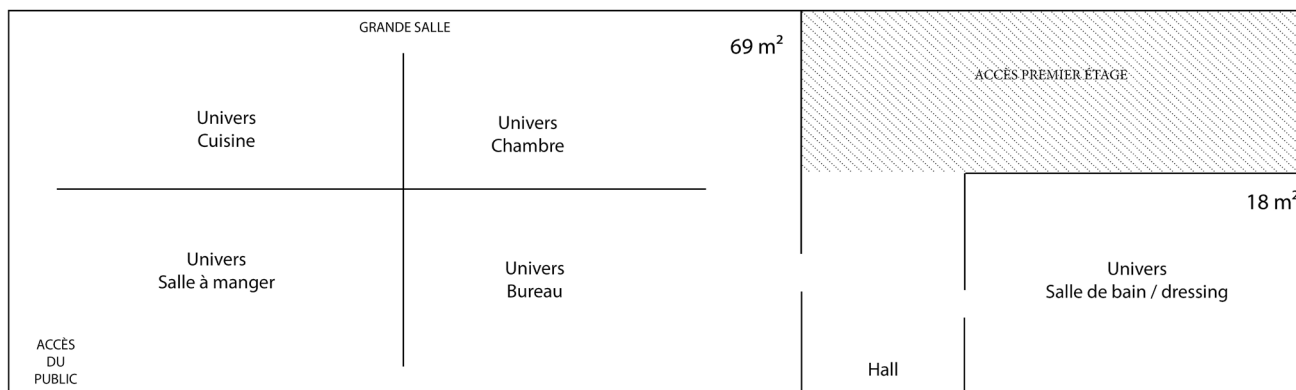 GRANDE SALLE
69 m²
ACCÈS PREMIER ÉTAGE
Univers
Cuisine
Univers
Chambre
18 m²
Univers
Salle à manger
Univers
Bureau
Univers
Salle de bain / dressing
ACCÈS
DU
PUBLIC
Hall